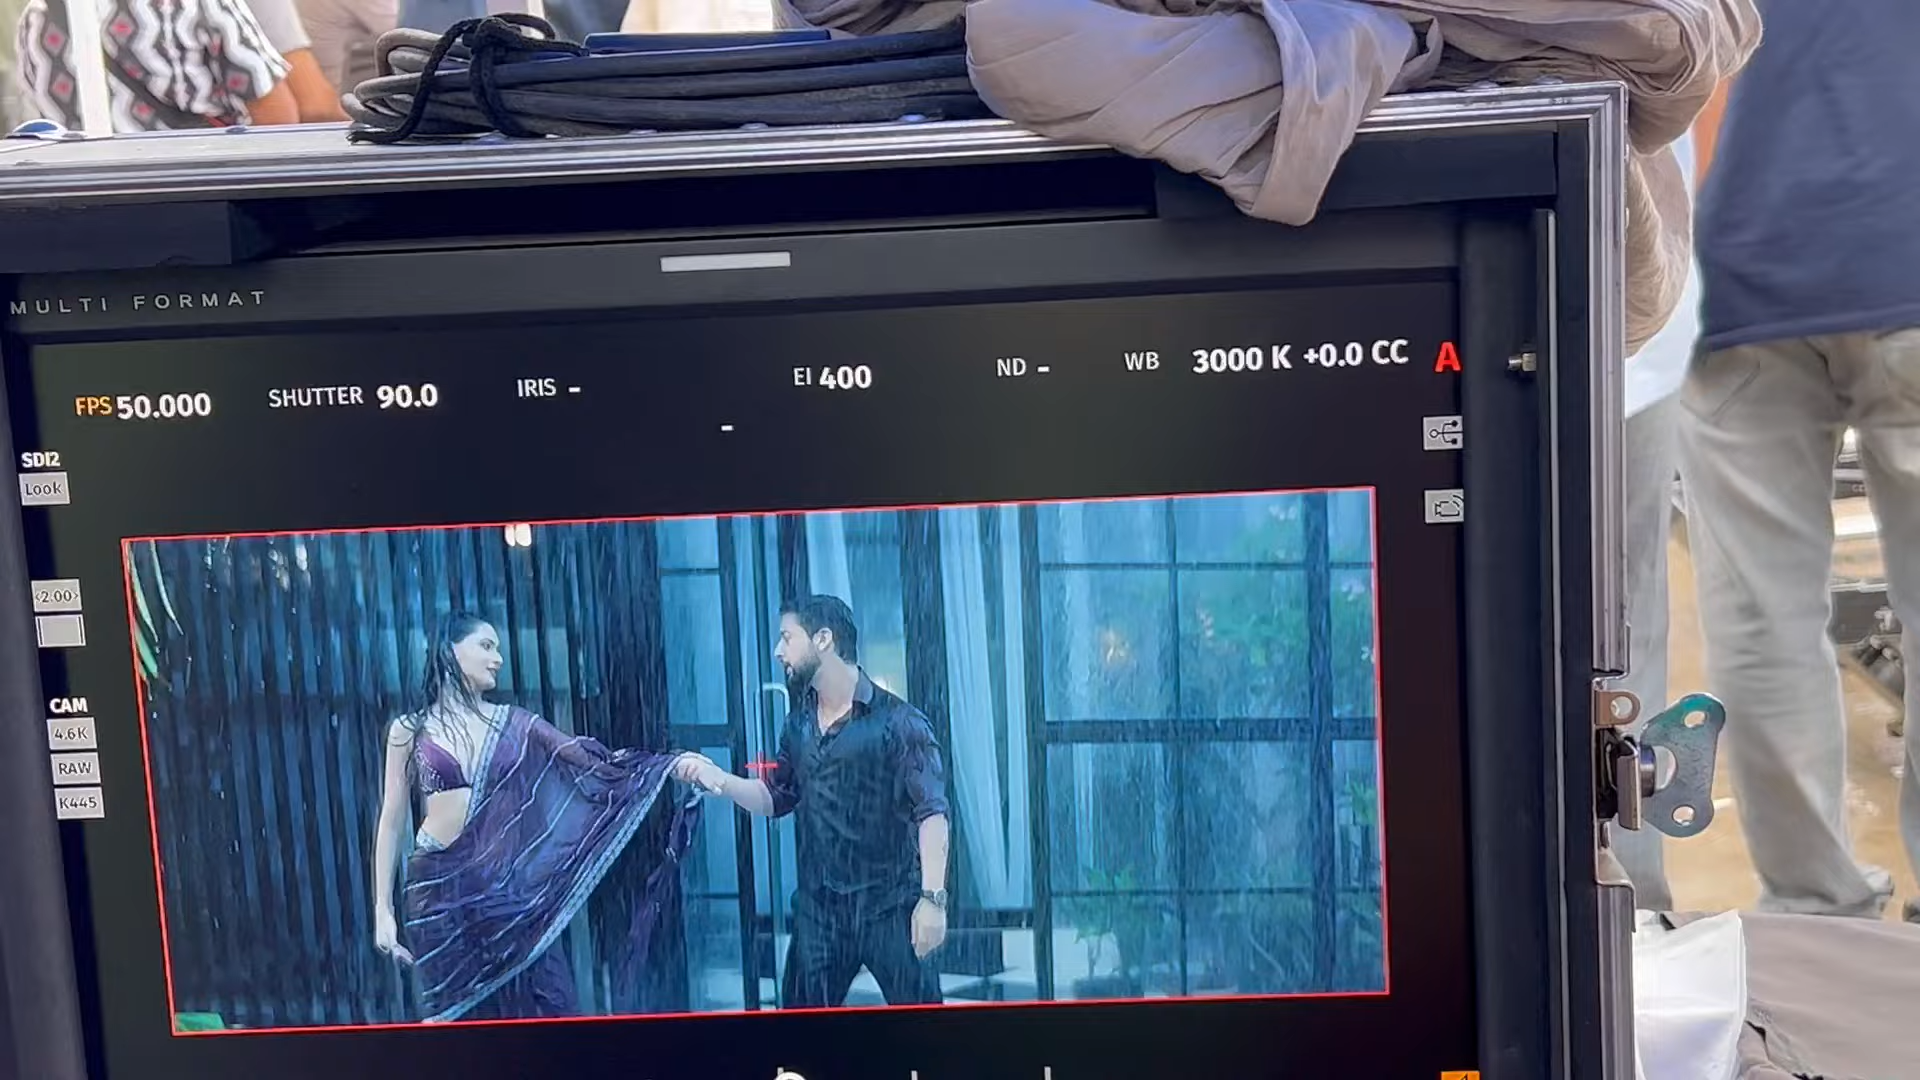 MULTI FORMAT
FPS 50.000 SHUTTER 90.0 IRIS - EI 400 ND - WB 3000 K +0.0 CC A
-
SDI2
Look
<2.00>
CAM
4.6K
RAW
K445